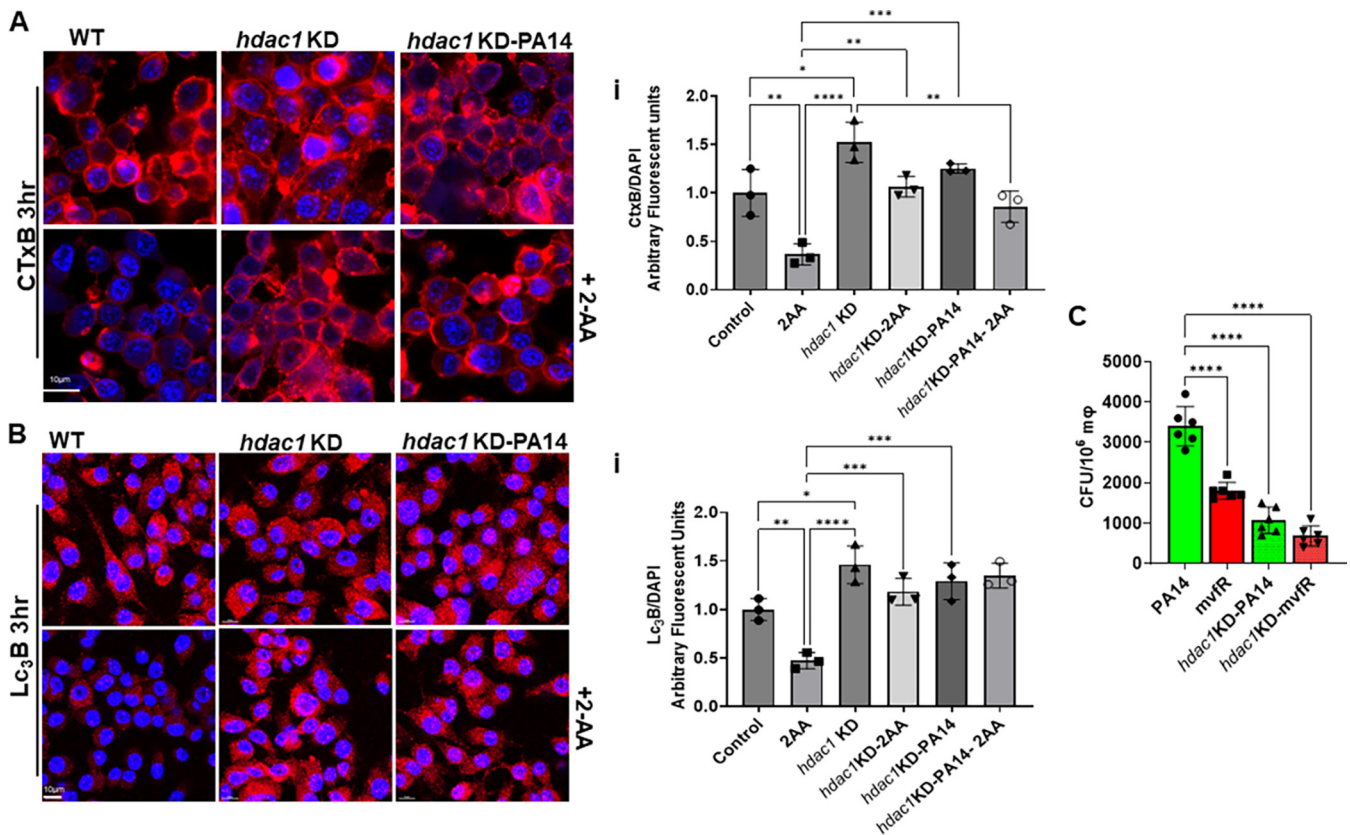 A
WT
hdac1 KD
hdac1 KD-PA14
CTxB 3hr
+ 2-AA
10μm
i
CtxB/DAPI
Arbitrary Fluorescent units
2.0
1.5
1.0
0.5
0.0
*
**
****
**
***
**
Control
2AA
hdac1 KD
hdac1KD-2AA
hdac1KD-PA14
hdac1KD-PA14- 2AA
B
WT
hdac1 KD
hdac1 KD-PA14
Lc3B 3hr
+2-AA
10μm
i
Lc3B/DAPI
Arbitrary Fluorescent Units
2.0
1.5
1.0
0.5
0.0
*
**
****
***
***
Control
2AA
hdac1 KD
hdac1KD-2AA
hdac1KD-PA14
hdac1KD-PA14- 2AA
C
CFU/10⁶ mφ
5000
4000
3000
2000
1000
0
****
****
****
PA14
mvfR
hdac1KD-PA14
hdac1KD-mvfR